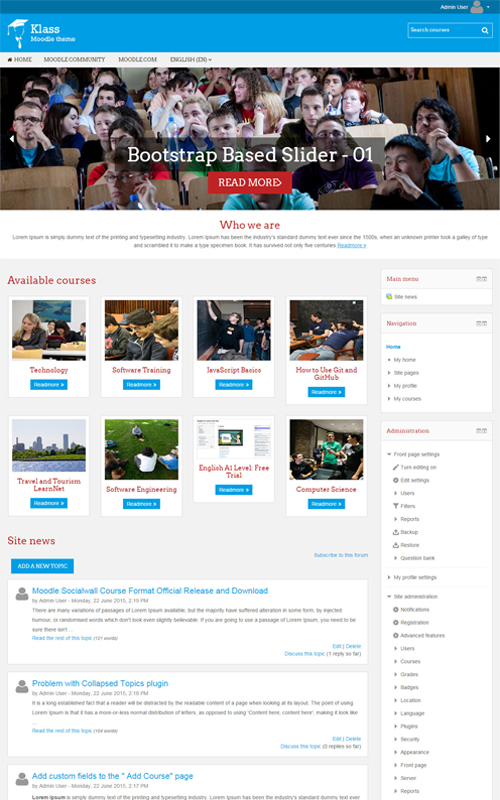 Admin User
Klass
Moodle theme
Search courses
HOME MOODLE COMMUNITY MOODLE.COM ENGLISH (EN)
Bootstrap Based Slider - 01
READ MORE
Who we are
Lorem Ipsum is simply dummy text of the printing and typesetting industry. Lorem Ipsum has been the industry's standard dummy text ever since the 1500s, when an unknown printer took a galley of type
and scrambled it to make a type specimen book. It has survived not only five centuries Readmore »
Available courses
Technology
Readmore
Software Training
Readmore
JavaScript Basics
Readmore
How to Use Git and
GitHub
Readmore
Travel and Tourism
LearnNet
Readmore
Software Engineering
Readmore
English A1 Level: Free
Trial
Readmore
Computer Science
Readmore
Site news
Subscribe to this forum
ADD A NEW TOPIC
Moodle Socialwall Course Format Official Release and Download
by Admin User - Monday, 22 June 2015, 2:19 PM
There are many variations of passages of Lorem Ipsum available, but the majority have suffered alteration in some form, by injected
humour, or randomised words which don't look even slightly believable. If you are going to use a passage of Lorem Ipsum, you need to be
sure there isn't ...
Read the rest of this topic (101 words)
Edit | Delete
Discuss this topic (1 reply so far)
Problem with Collapsed Topics plugin
by Admin User - Monday, 22 June 2015, 2:18 PM
It is a long established fact that a reader will be distracted by the readable content of a page when looking at its layout. The point of using
Lorem Ipsum is that it has a more-or-less normal distribution of letters, as opposed to using 'Content here, content here', making it look like
...
Read the rest of this topic (91 words)
Edit | Delete
Discuss this topic (0 replies so far)
Add custom fields to the " Add Course" page
by Admin User - Monday, 22 June 2015, 2:17 PM
Lorem Ipsum is simply dummy text of the printing and typesetting industry. Lorem Ipsum has been the industry's standard dummy text
Main menu
Site news
Navigation
Home
My home
Site pages
My profile
My courses
Administration
Front page settings
Turn editing on
Edit settings
Users
Filters
Reports
Backup
Restore
Question bank
My profile settings
Site administration
Notifications
Registration
Advanced features
Users
Courses
Grades
Badges
Location
Language
Plugins
Security
Appearance
Front page
Server
Reports